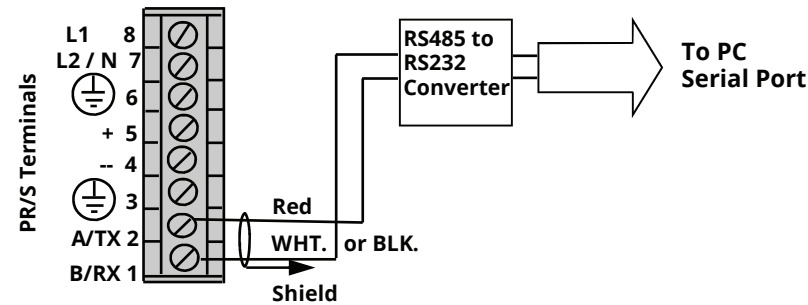 PR/S Terminals
L1 8
L2 / N 7
6
+ 5
-- 4
3
A/TX 2
B/RX 1
Red
WHT. or BLK.
Shield
RS485 to
RS232
Converter
To PC
Serial Port